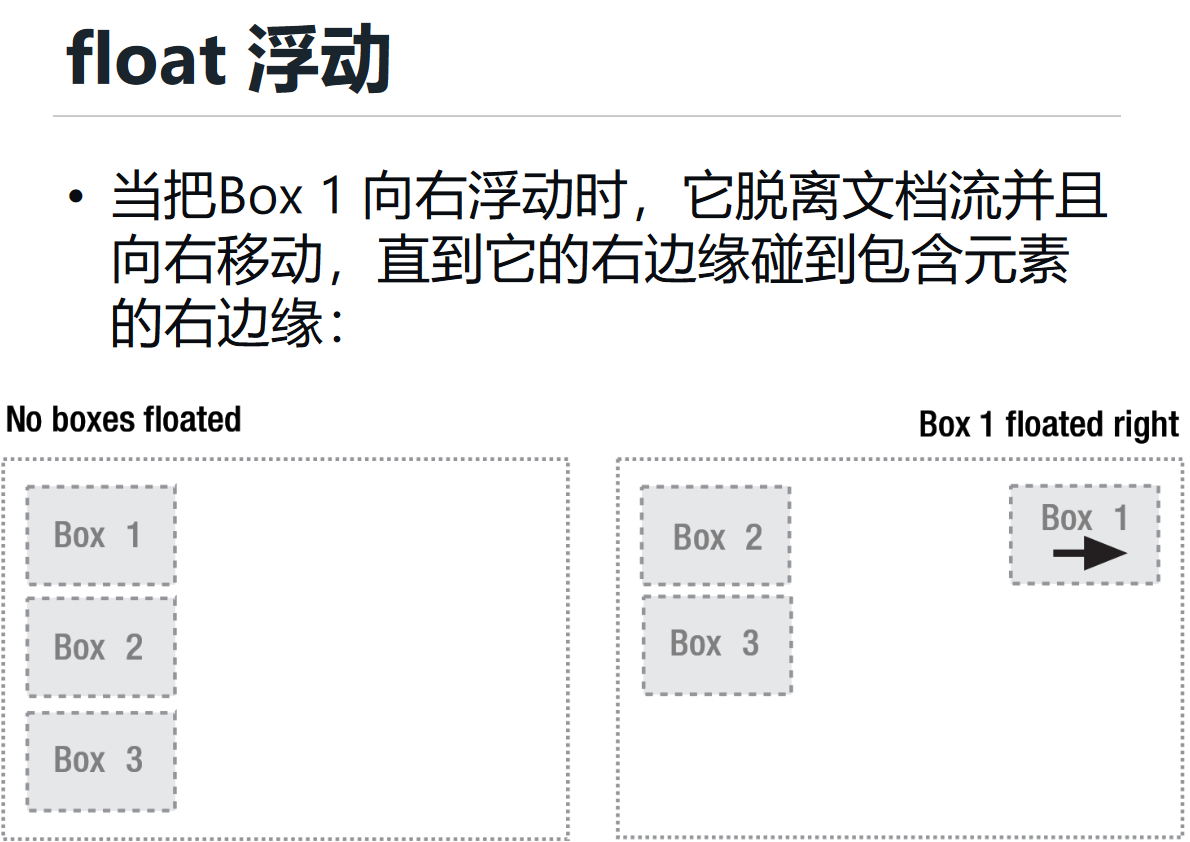 float 浮动
• 当把Box 1 向右浮动时，它脱离文档流并且
向右移动，直到它的右边缘碰到包含元素
的右边缘：
No boxes floated
Box 1 floated right
Box 1
Box 2
Box 3
Box 2
Box 1
Box 3